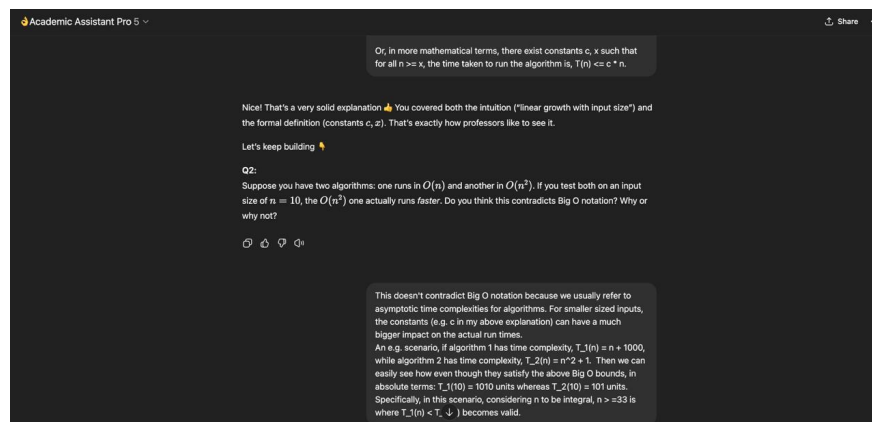 👌Academic Assistant Pro 5
Share
Or, in more mathematical terms, there exist constants c, x such that
for all n >= x, the time taken to run the algorithm is, T(n) <= c * n.
Nice! That's a very solid explanation 👍 You covered both the intuition ("linear growth with input size") and
the formal definition (constants c, x). That's exactly how professors like to see it.
Let's keep building 👇
Q2:
Suppose you have two algorithms: one runs in O(n) and another in O(n²). If you test both on an input
size of n = 10, the O(n²) one actually runs faster. Do you think this contradicts Big O notation? Why or
why not?
This doesn't contradict Big O notation because we usually refer to
asymptotic time complexities for algorithms. For smaller sized inputs,
the constants (e.g. c in my above explanation) can have a much
bigger impact on the actual run times.
An e.g. scenario, if algorithm 1 has time complexity, T_1(n) = n + 1000,
while algorithm 2 has time complexity, T_2(n) = n^2 + 1. Then we can
easily see how even though they satisfy the above Big O bounds, in
absolute terms: T_1(10) = 1010 units whereas T_2(10) = 101 units.
Specifically, in this scenario, considering n to be integral, n > =33 is
where T_1(n) < T_ ) becomes valid.